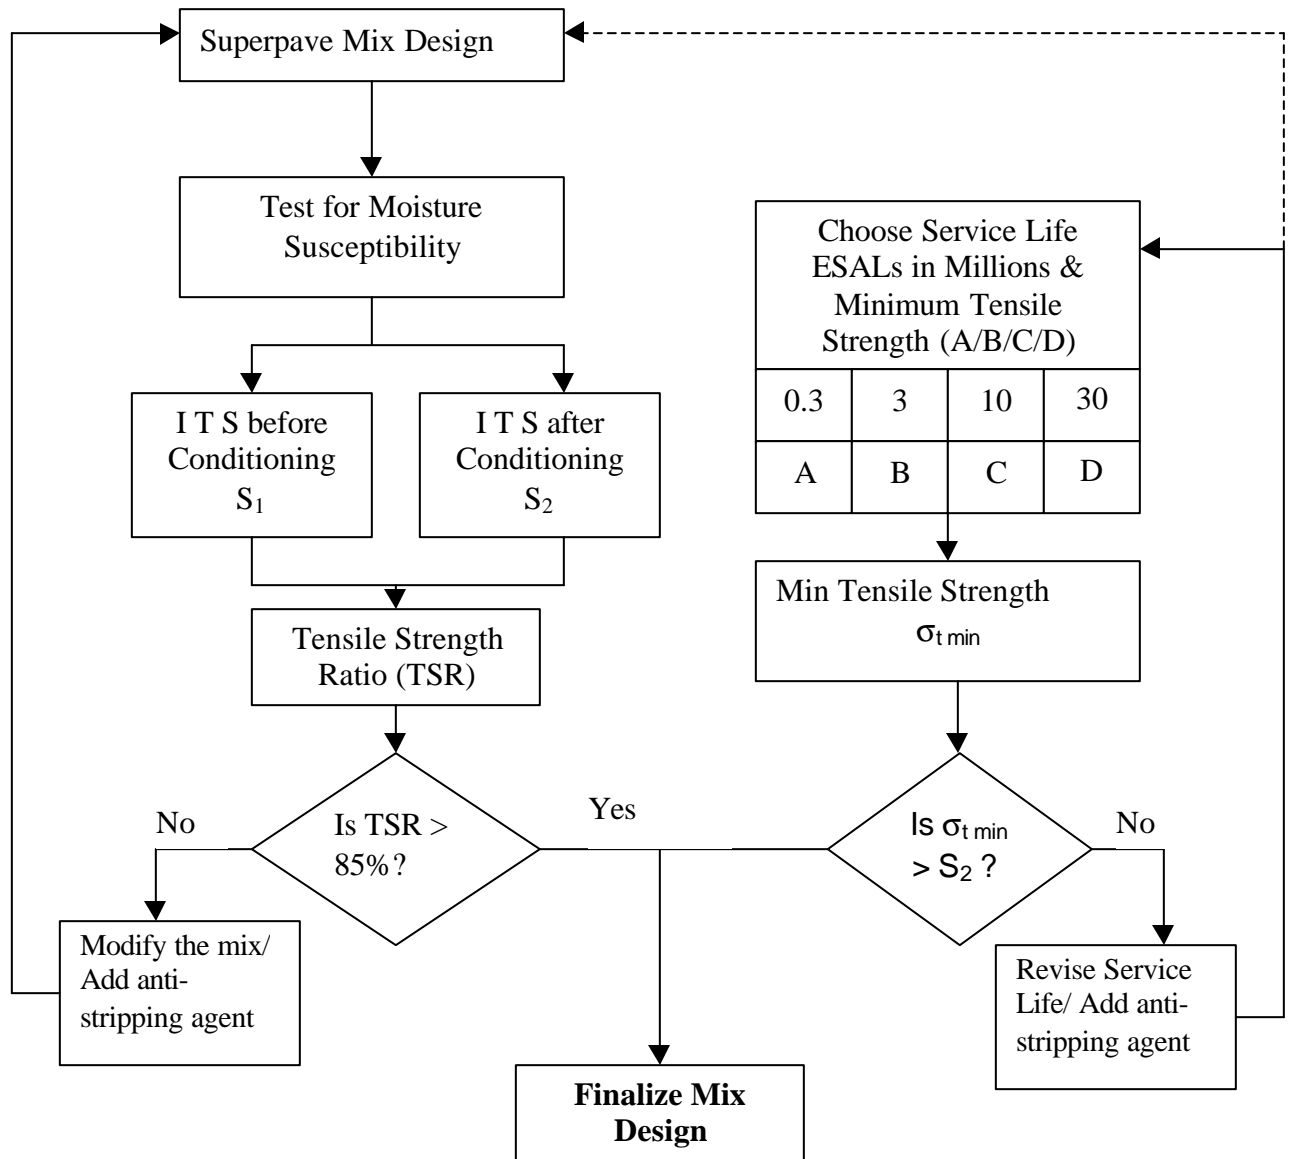 Superpave Mix Design
Test for Moisture
Susceptibility
I T S before
Conditioning
S₁
I T S after
Conditioning
S₂
Tensile Strength
Ratio (TSR)
Is TSR >
85%?
No
Yes
Modify the mix/
Add anti-
stripping agent
Choose Service Life
ESALs in Millions &
Minimum Tensile
Strength (A/B/C/D)
0.3 3 10 30
A B C D
Min Tensile Strength
σt min
Is σt min
> S₂ ?
No
Revise Service
Life/ Add anti-
stripping agent
Finalize Mix
Design